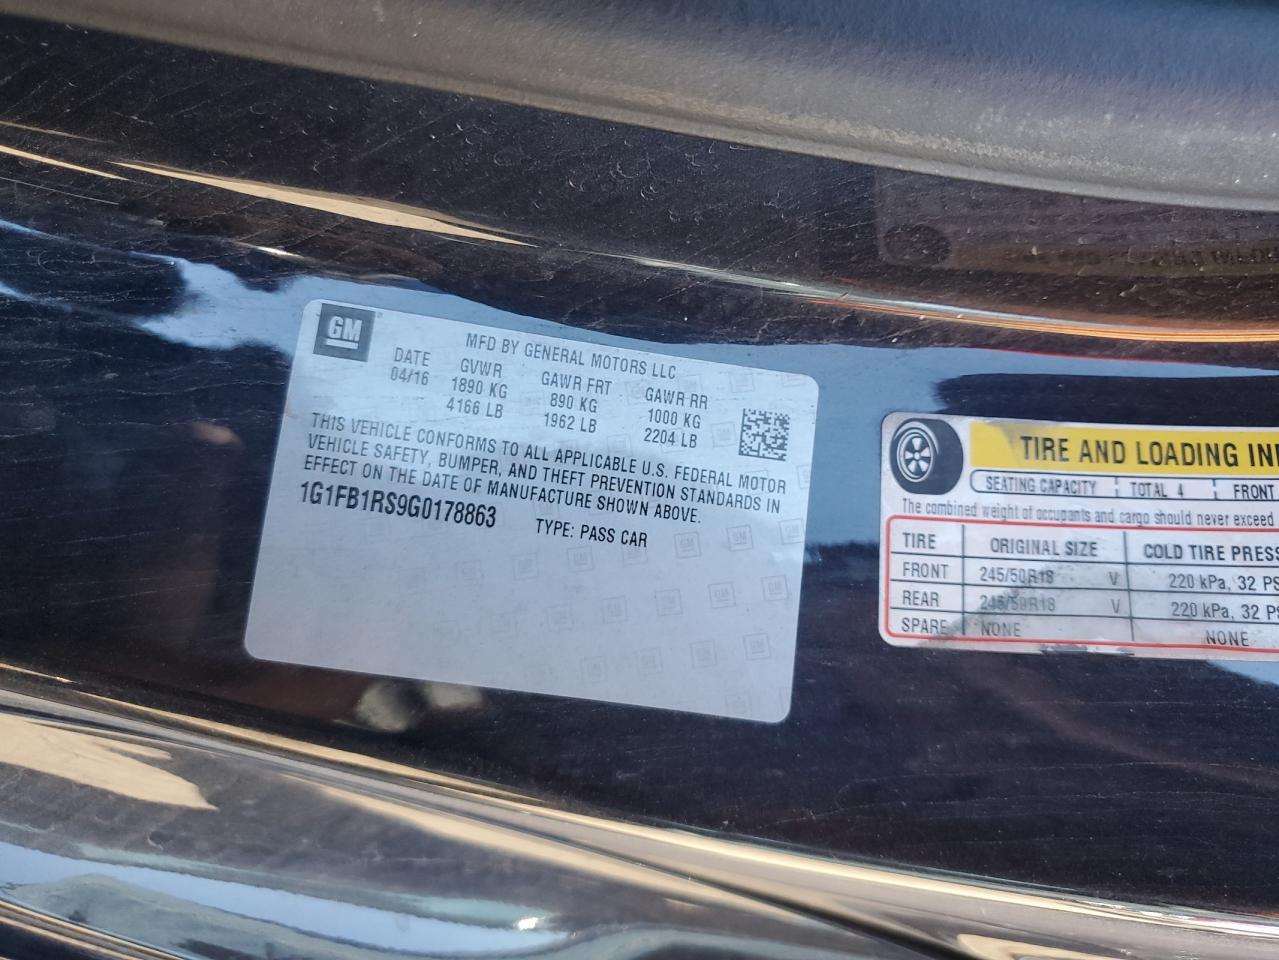 GM
MFD BY GENERAL MOTORS LLC
DATE GVWR GAWR FRT GAWR RR
04/16 1890 KG 890 KG 1000 KG
4166 LB 1962 LB 2204 LB
THIS VEHICLE CONFORMS TO ALL APPLICABLE U.S. FEDERAL MOTOR
VEHICLE SAFETY, BUMPER, AND THEFT PREVENTION STANDARDS IN
EFFECT ON THE DATE OF MANUFACTURE SHOWN ABOVE.
1G1FB1RS9G0178863 TYPE: PASS CAR
TIRE AND LOADING IN
SEATING CAPACITY TOTAL 4 FRONT
The combined weight of occupants and cargo should never exceed
TIRE ORIGINAL SIZE COLD TIRE PRESS
FRONT 245/50R18 V 220 kPa, 32 PS
REAR 245/50R18 V 220 kPa, 32 PS
SPARE NONE NONE